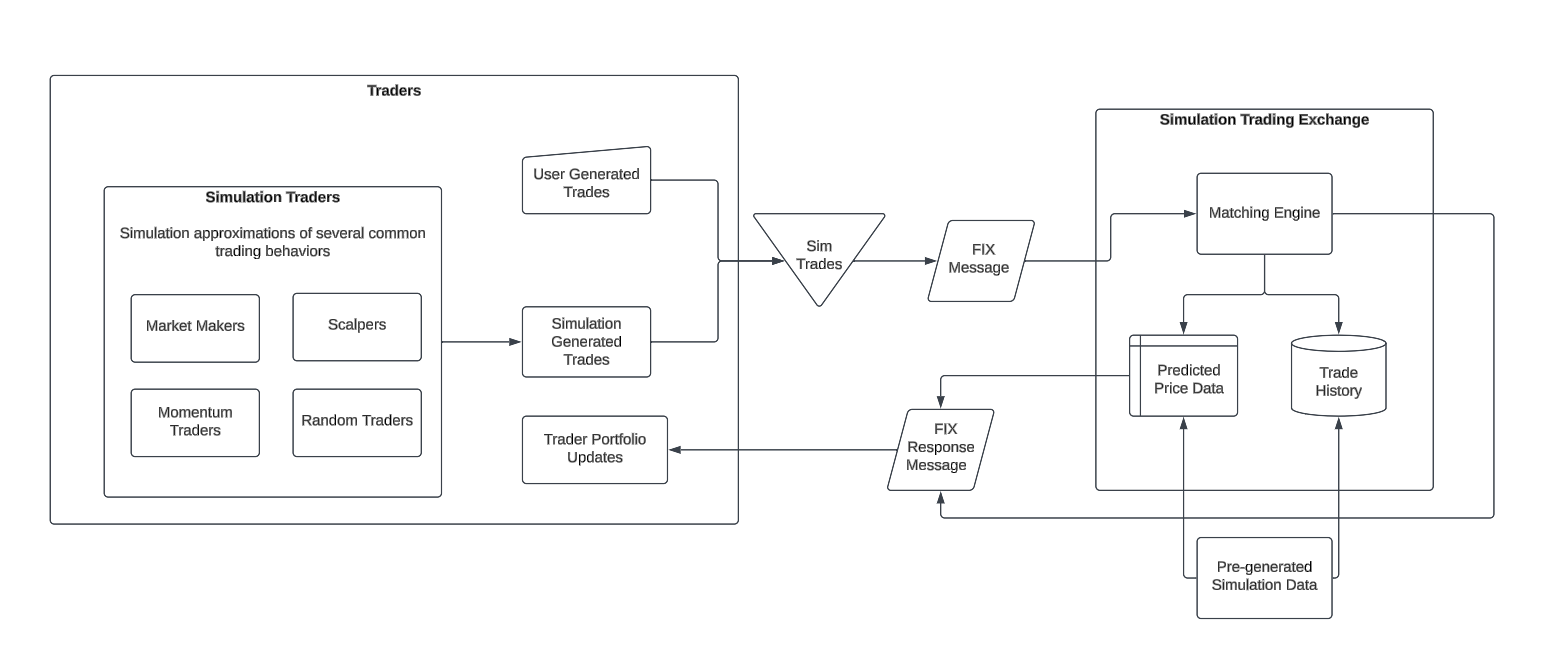 Traders
Simulation Trading Exchange
User Generated
Trades
Simulation Traders
Simulation approximations of several common
trading behaviors
Market Makers
Scalpers
Momentum
Traders
Random Traders
Simulation
Generated
Trades
Trader Portfolio
Updates
Sim
Trades
FIX
Message
Matching Engine
Predicted
Price Data
Trade
History
FIX
Response
Message
Pre-generated
Simulation Data